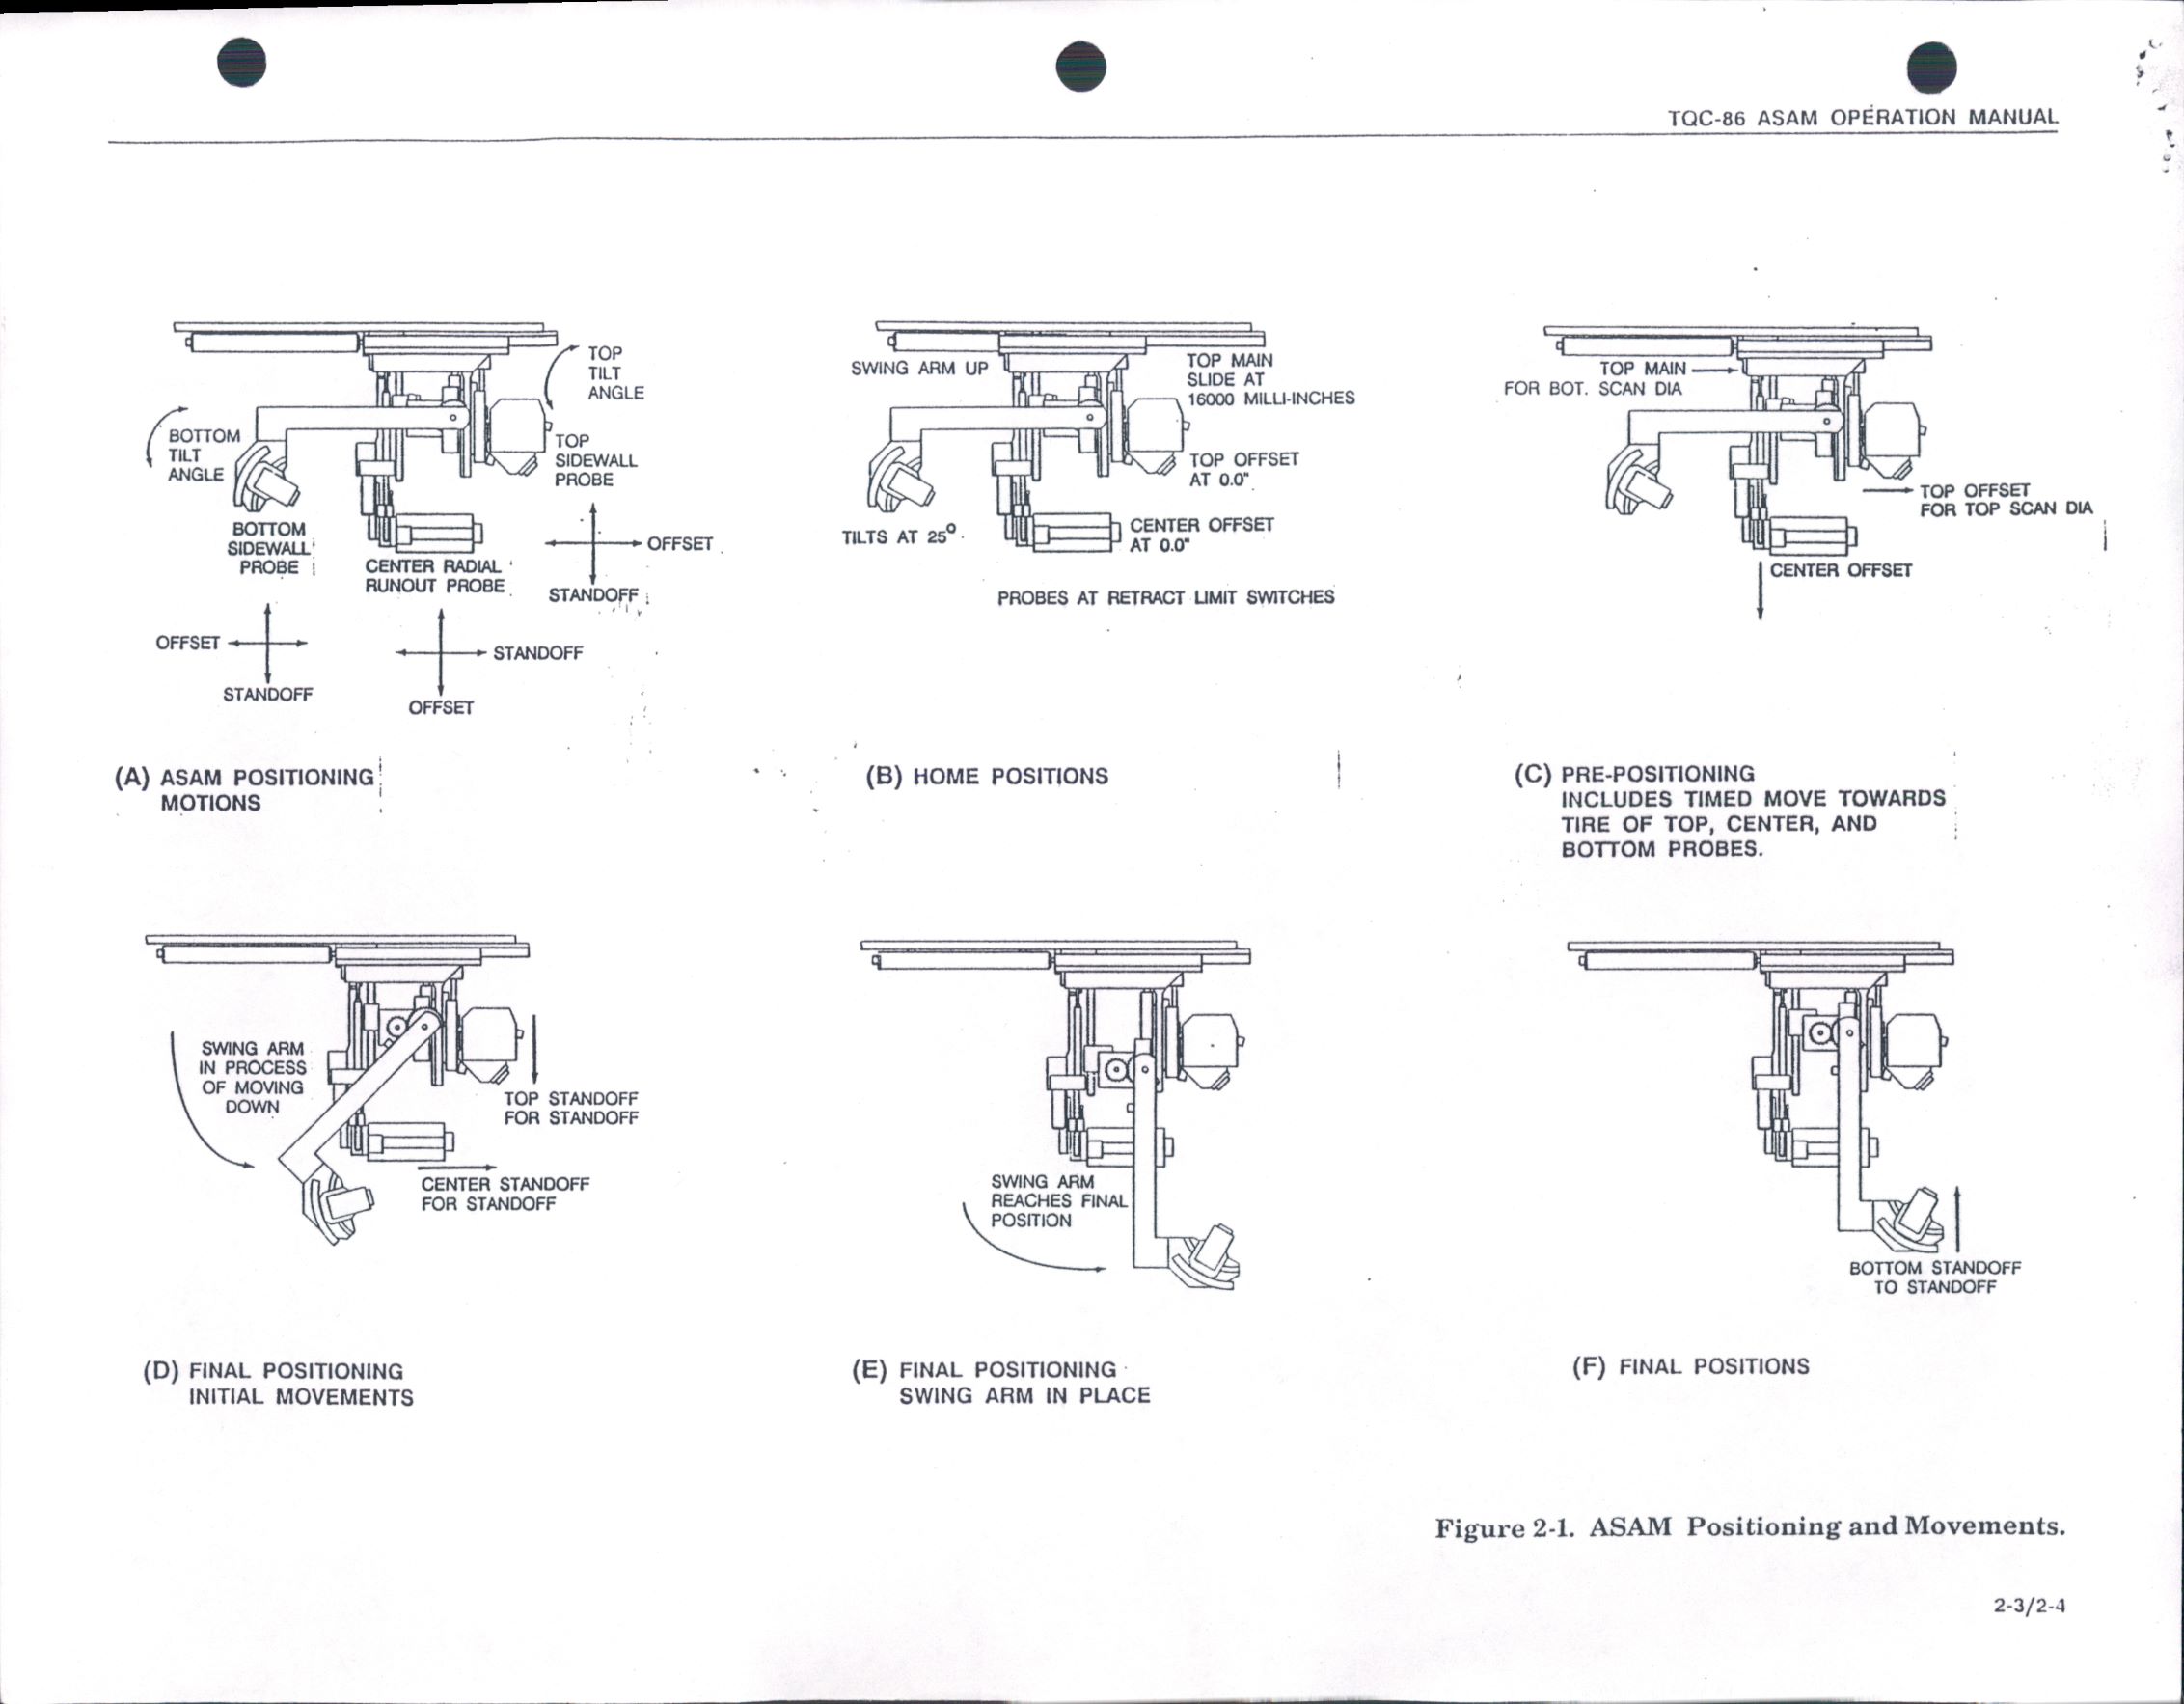 TQC-86 ASAM OPERATION MANUAL
TOP
TILT
ANGLE
BOTTOM
TILT
ANGLE
TOP
SIDEWALL
PROBE
BOTTOM
SIDEWALL
PROBE
CENTER RADIAL
RUNOUT PROBE
OFFSET
STANDOFF
OFFSET
STANDOFF
STANDOFF
OFFSET
(A) ASAM POSITIONING
MOTIONS
SWING ARM UP
TOP MAIN
SLIDE AT
16000 MILLI-INCHES
TOP OFFSET
AT 0.0"
TILTS AT 25°
CENTER OFFSET
AT 0.0"
PROBES AT RETRACT LIMIT SWITCHES
(B) HOME POSITIONS
TOP MAIN
FOR BOT. SCAN DIA
TOP OFFSET
FOR TOP SCAN DIA
CENTER OFFSET
(C) PRE-POSITIONING
INCLUDES TIMED MOVE TOWARDS
TIRE OF TOP, CENTER, AND
BOTTOM PROBES.
SWING ARM
IN PROCESS
OF MOVING
DOWN
TOP STANDOFF
FOR STANDOFF
CENTER STANDOFF
FOR STANDOFF
(D) FINAL POSITIONING
INITIAL MOVEMENTS
SWING ARM
REACHES FINAL
POSITION
(E) FINAL POSITIONING
SWING ARM IN PLACE
BOTTOM STANDOFF
TO STANDOFF
(F) FINAL POSITIONS
Figure 2-1. ASAM Positioning and Movements.
2-3/2-4